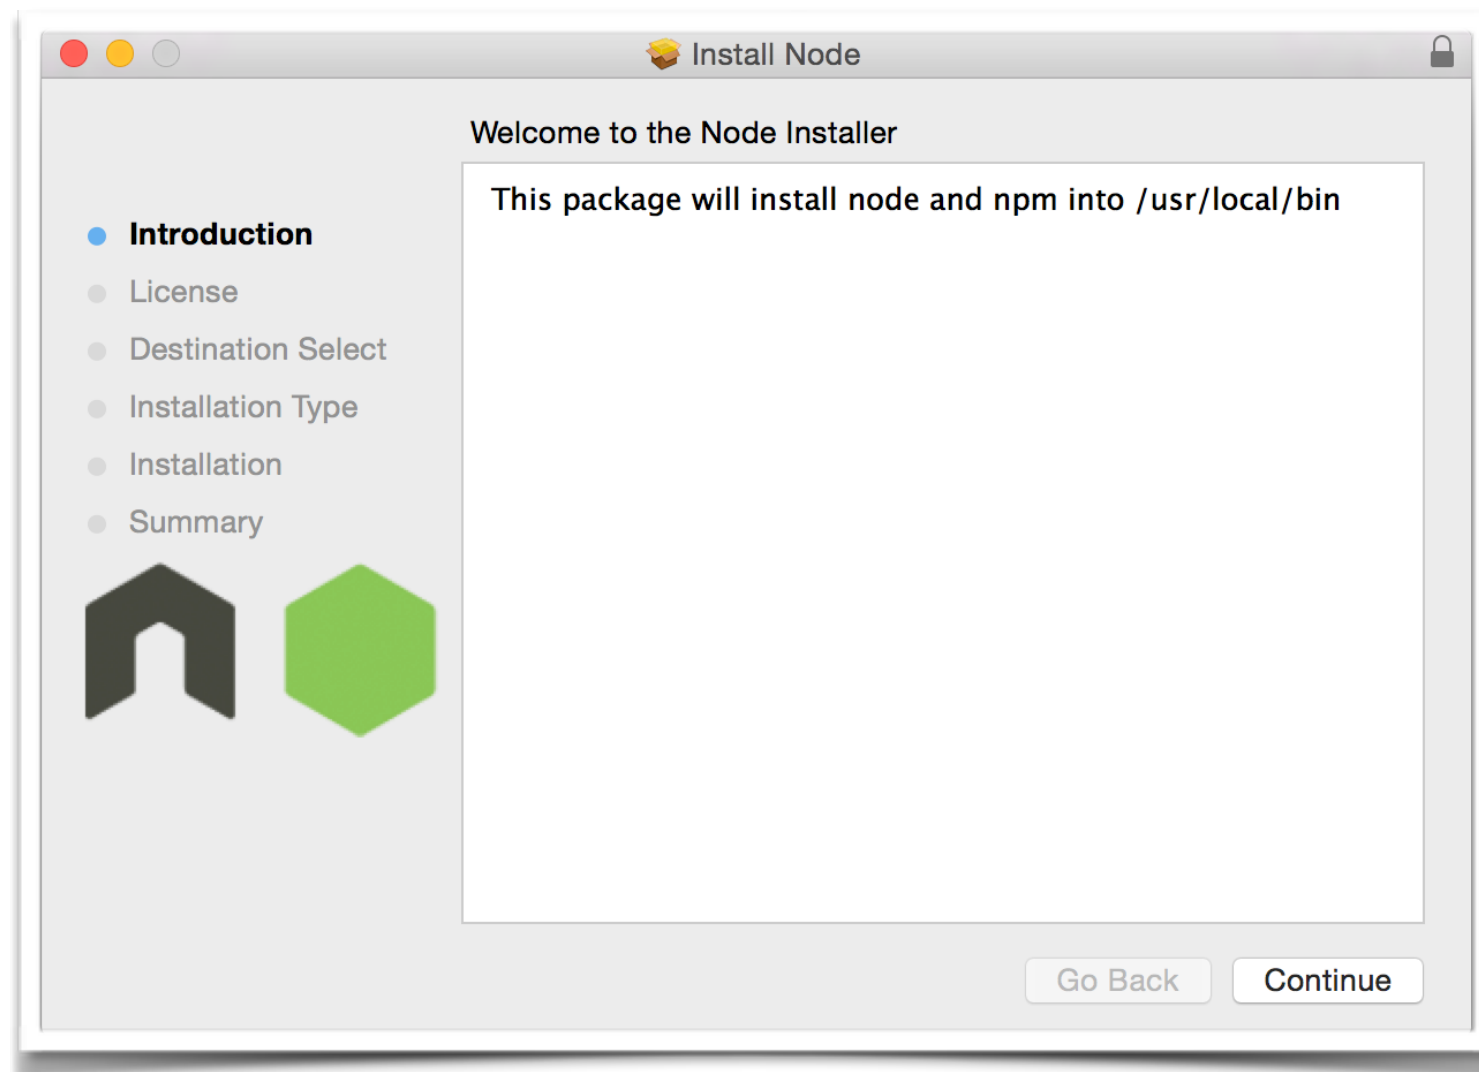 Install Node
Welcome to the Node Installer
This package will install node and npm into /usr/local/bin
Introduction
License
Destination Select
Installation Type
Installation
Summary
Go Back
Continue